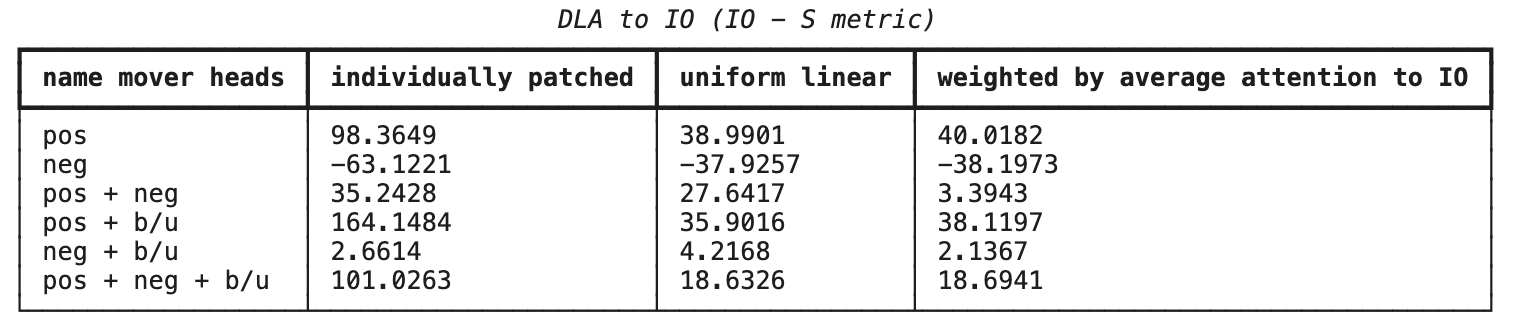 DLA to IO (IO - S metric)
name mover heads individually patched uniform linear weighted by average attention to IO
pos 98.3649 38.9901 40.0182
neg -63.1221 -37.9257 -38.1973
pos + neg 35.2428 27.6417 3.3943
pos + b/u 164.1484 35.9016 38.1197
neg + b/u 2.6614 4.2168 2.1367
pos + neg + b/u 101.0263 18.6326 18.6941